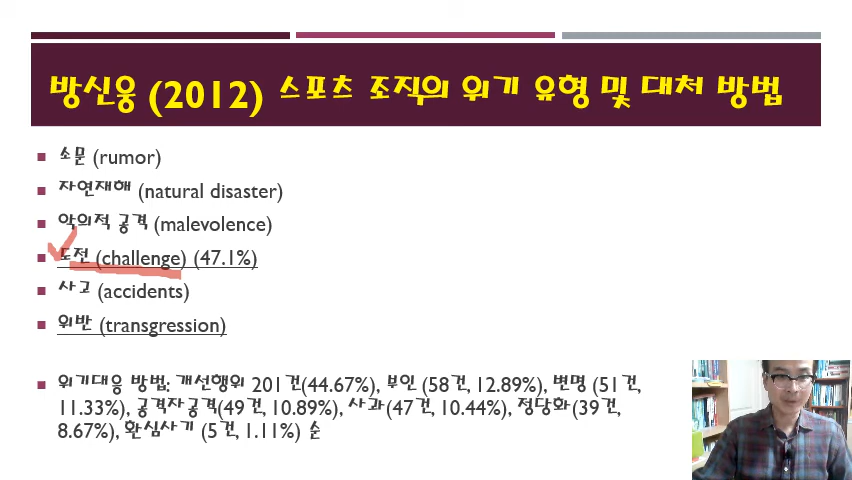 방신웅 (2012) 스포츠 조직의 위기 유형 및 대처 방법
소문 (rumor)
자연재해 (natural disaster)
악의적 공격 (malevolence)
도전 (challenge) (47.1%)
사고 (accidents)
위반 (transgression)
위기대응 방법: 개선행위 201건(44.67%), 부인 (58건, 12.89%), 변명 (51건,
11.33%), 공격자공격(49건, 10.89%), 사과(47건, 10.44%), 정당화(39건,
8.67%), 환심사기 (5건, 1.11%) 순